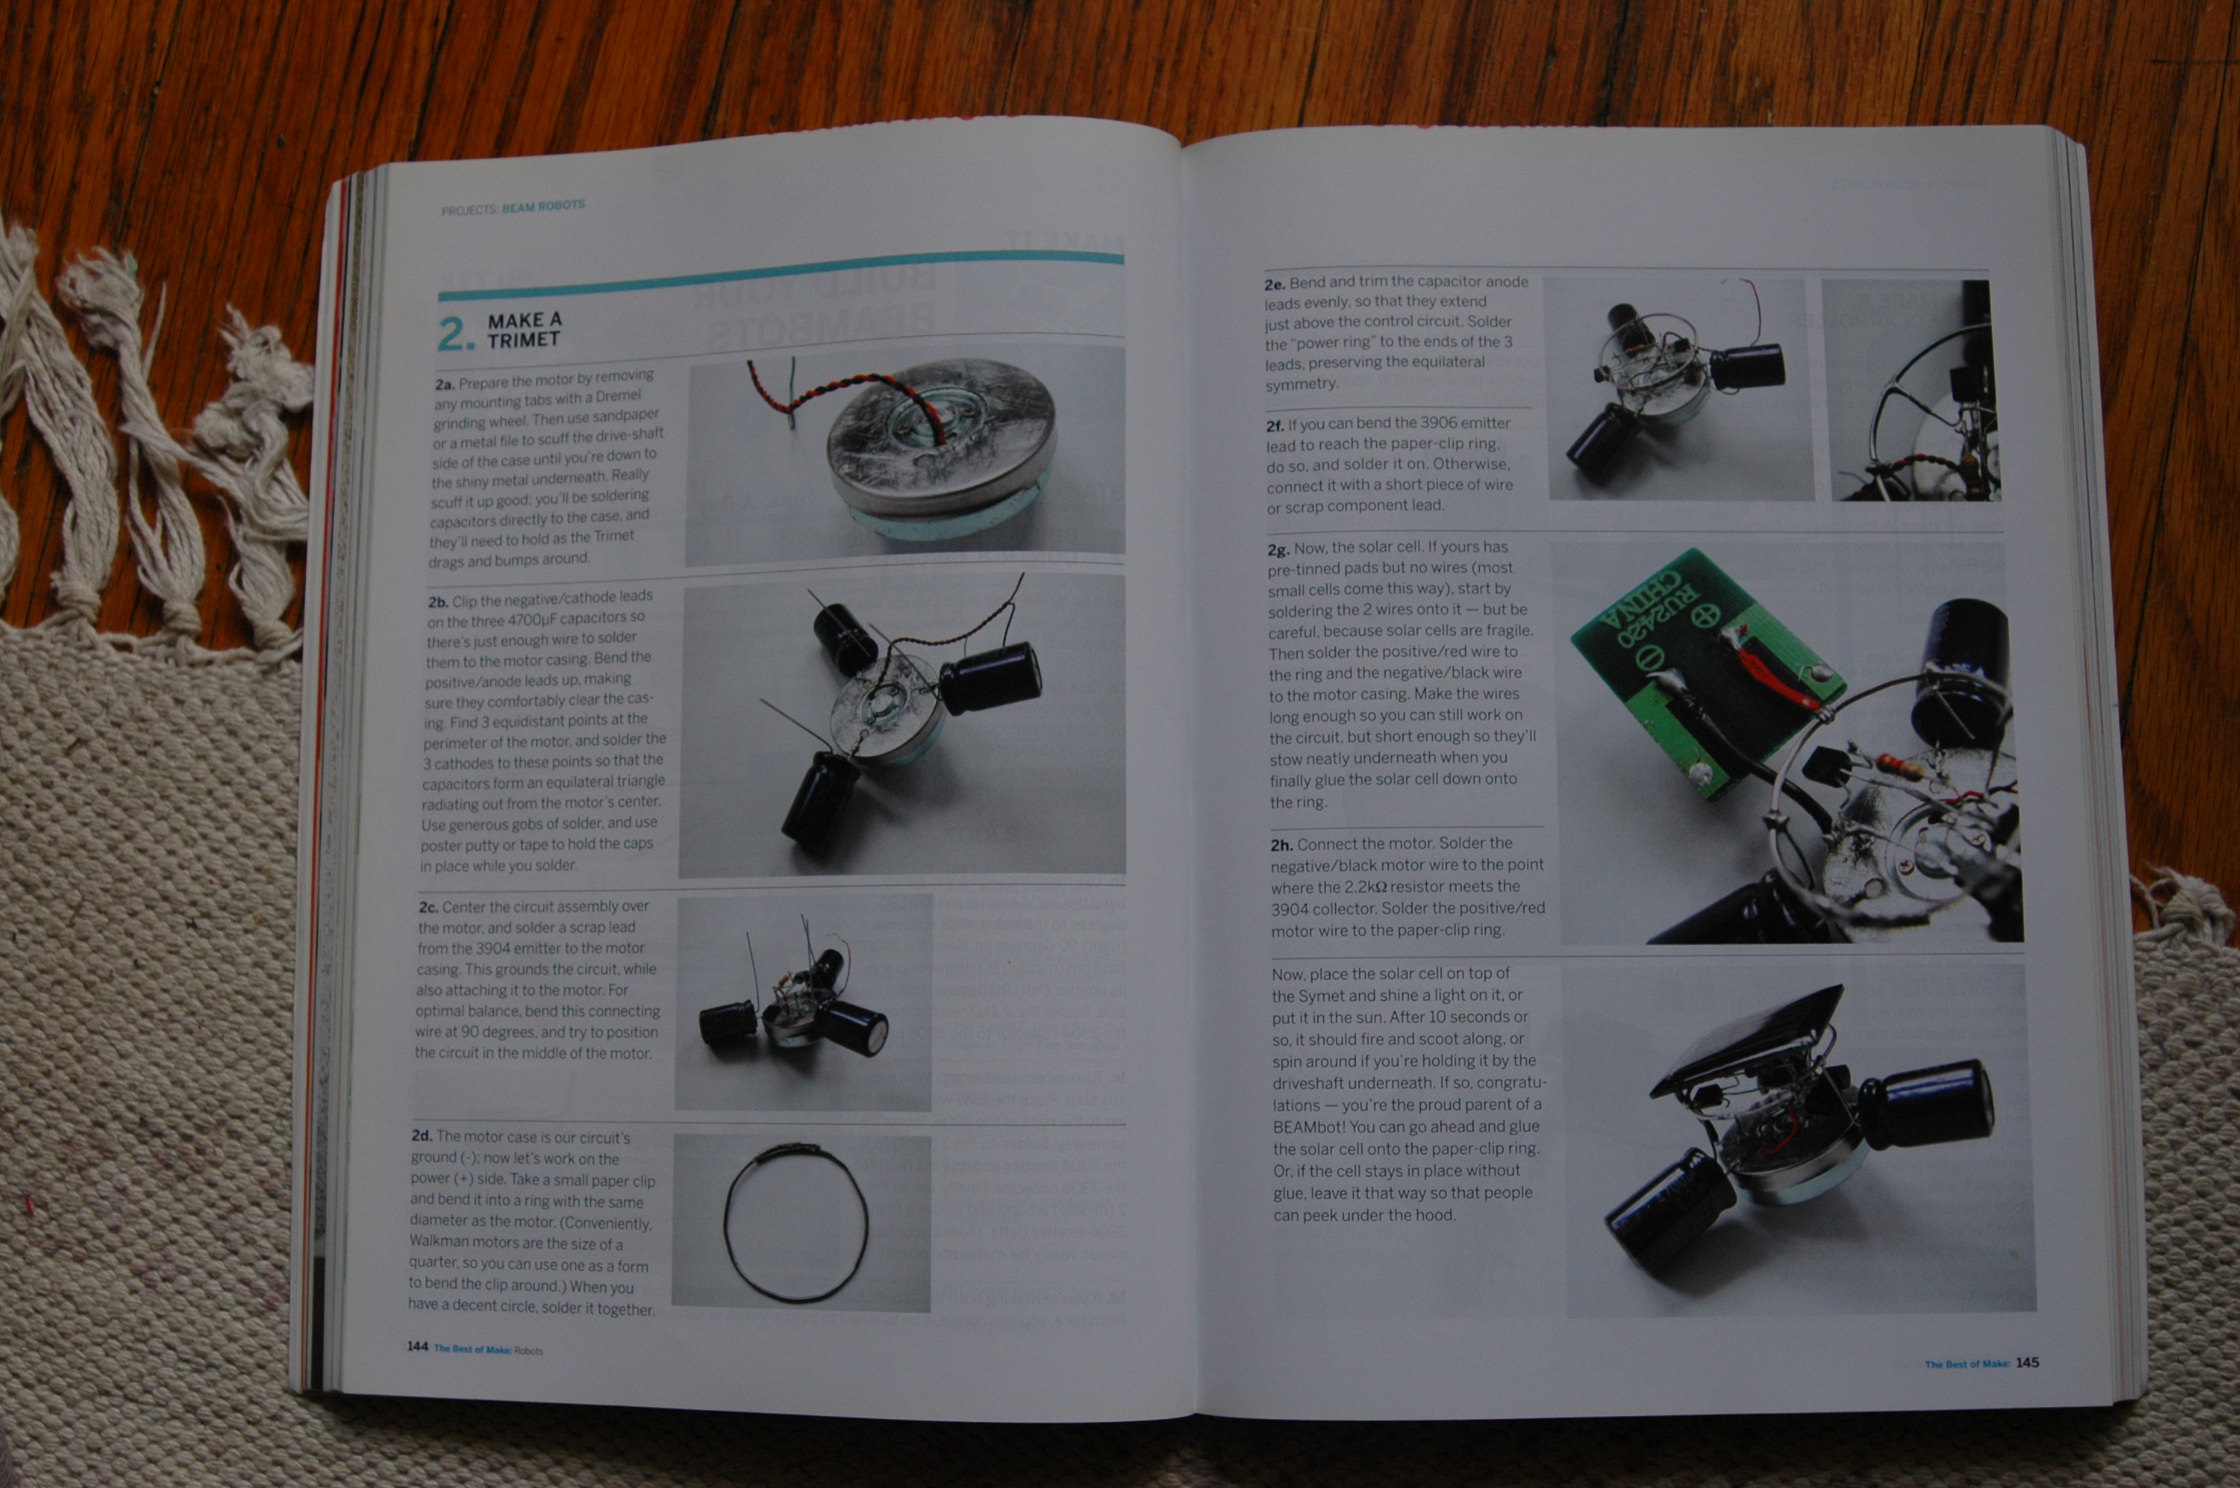 PROJECTS: BEAM ROBOTS
2. MAKE A
TRIMET
2a. Prepare the motor by removing
any mounting tabs with a Dremel
grinding wheel. Then use sandpaper
or a metal file to scuff the drive-shaft
side of the case until you're down to
the shiny metal underneath. Really
scuff it up good; you'll be soldering
capacitors directly to the case, and
they'll need to hold as the Trimet
drags and bumps around.
2b. Clip the negative/cathode leads
on the three 4700µF capacitors so
there's just enough wire to solder
them to the motor casing. Bend the
positive/anode leads up, making
sure they comfortably clear the cas-
ing. Find 3 equidistant points at the
perimeter of the motor, and solder the
3 cathodes to these points so that the
capacitors form an equilateral triangle
radiating out from the motor's center.
Use generous gobs of solder, and use
poster putty or tape to hold the caps
in place while you solder.
2c. Center the circuit assembly over
the motor, and solder a scrap lead
from the 3904 emitter to the motor
casing. This grounds the circuit, while
also attaching it to the motor. For
optimal balance, bend this connecting
wire at 90 degrees, and try to position
the circuit in the middle of the motor.
2d. The motor case is our circuit's
ground (-); now let's work on the
power (+) side. Take a small paper clip
and bend it into a ring with the same
diameter as the motor. (Conveniently,
Walkman motors are the size of a
quarter, so you can use one as a form
to bend the clip around.) When you
have a decent circle, solder it together.
144 The Best of Make: Robots
2e. Bend and trim the capacitor anode
leads evenly, so that they extend
just above the control circuit. Solder
the "power ring" to the ends of the 3
leads, preserving the equilateral
symmetry.
2f. If you can bend the 3906 emitter
lead to reach the paper-clip ring,
do so, and solder it on. Otherwise,
connect it with a short piece of wire
or scrap component lead.
2g. Now, the solar cell. If yours has
pre-tinned pads but no wires (most
small cells come this way), start by
soldering the 2 wires onto it — but be
careful, because solar cells are fragile.
Then solder the positive/red wire to
the ring and the negative/black wire
to the motor casing. Make the wires
long enough so you can still work on
the circuit, but short enough so they'll
stow neatly underneath when you
finally glue the solar cell down onto
the ring.
RU2420
CHINA
2h. Connect the motor. Solder the
negative/black motor wire to the point
where the 2.2kΩ resistor meets the
3904 collector. Solder the positive/red
motor wire to the paper-clip ring.
Now, place the solar cell on top of
the Symet and shine a light on it, or
put it in the sun. After 10 seconds or
so, it should fire and scoot along, or
spin around if you're holding it by the
driveshaft underneath. If so, congratu-
lations — you're the proud parent of a
BEAMbot! You can go ahead and glue
the solar cell onto the paper-clip ring.
Or, if the cell stays in place without
glue, leave it that way so that people
can peek under the hood.
The Best of Make: 145